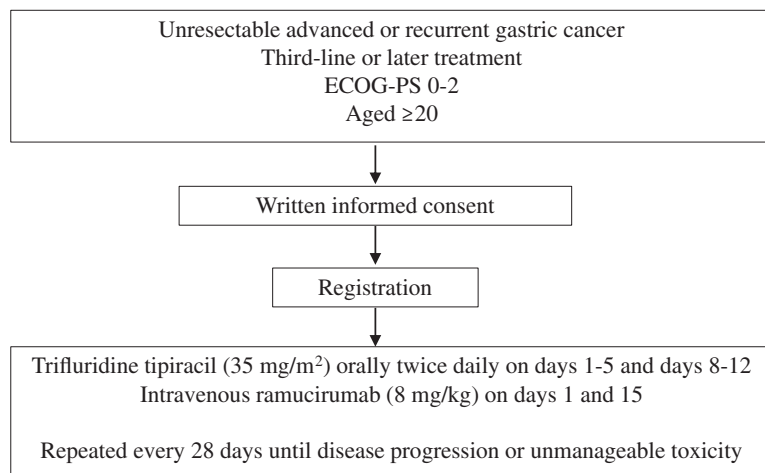 Unresectable advanced or recurrent gastric cancer
Third-line or later treatment
ECOG-PS 0-2
Aged ≥20
Written informed consent
Registration
Trifluridine tipiracil (35 mg/m²) orally twice daily on days 1-5 and days 8-12
Intravenous ramucirumab (8 mg/kg) on days 1 and 15
Repeated every 28 days until disease progression or unmanageable toxicity